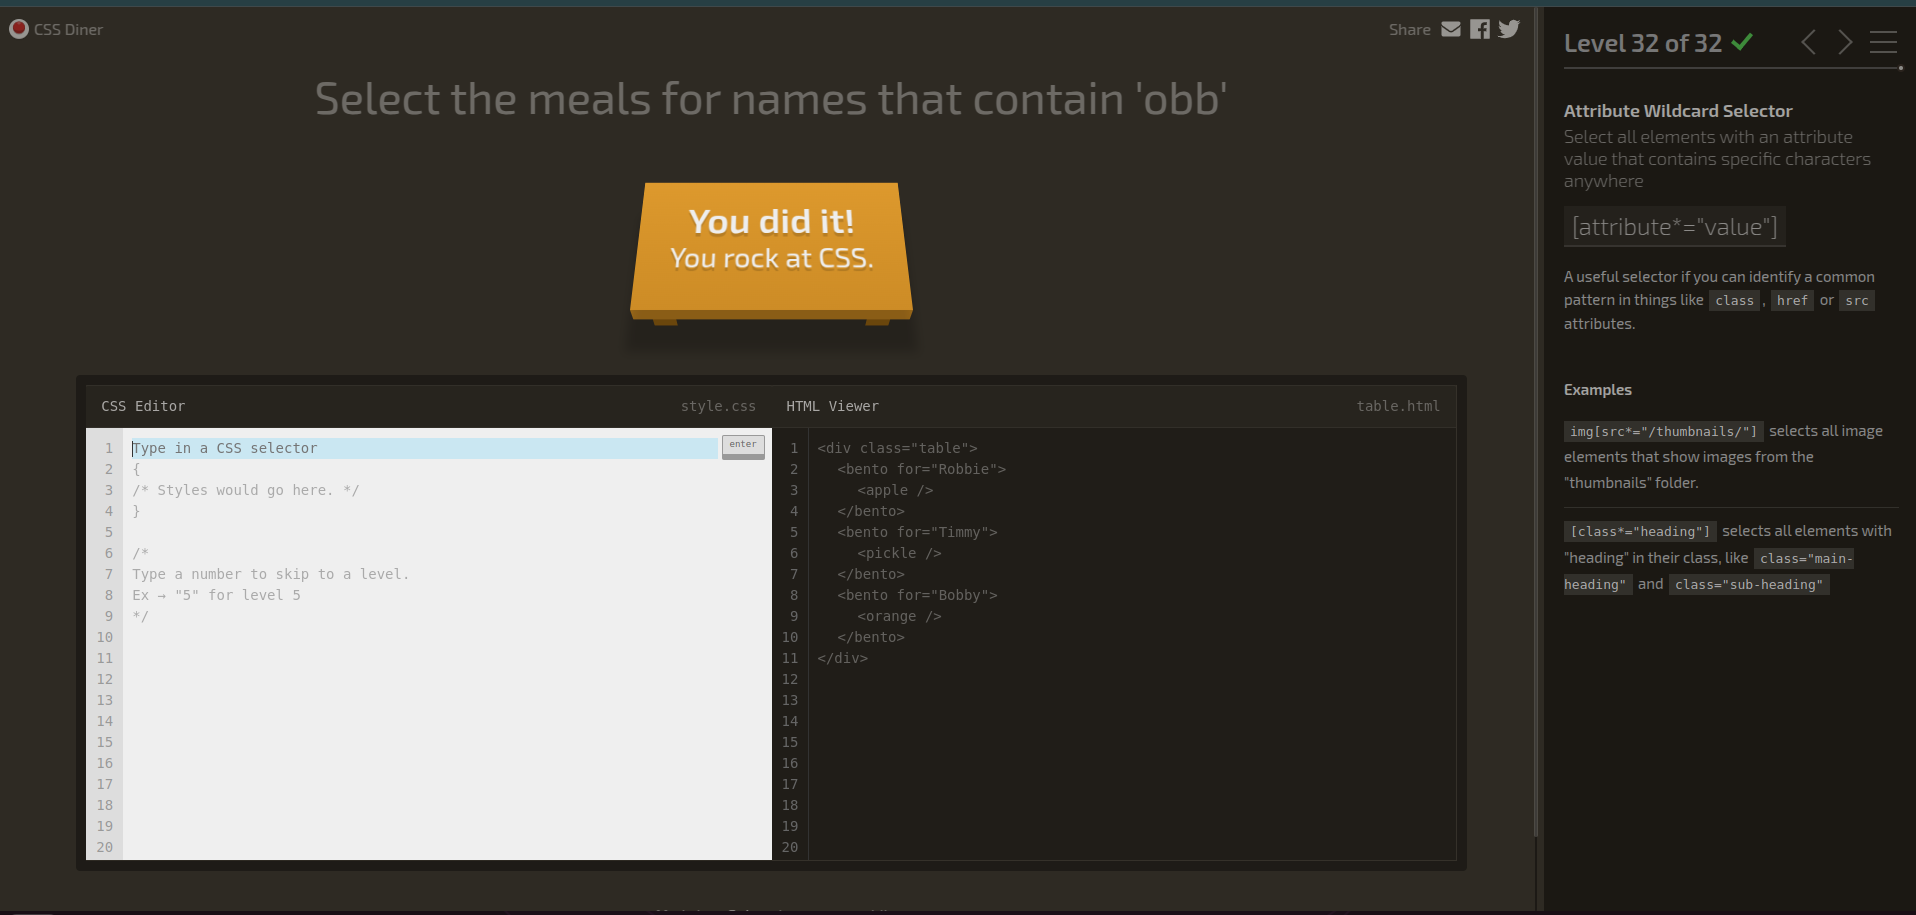 CSS Diner
Share
Select the meals for names that contain 'obb'
You did it!
You rock at CSS.
CSS Editor style.css
1 Type in a CSS selector enter
2 {
3 /* Styles would go here. */
4 }
5
6 /*
7 Type a number to skip to a level.
8 Ex → "5" for level 5
9 */
10
11
12
13
14
15
16
17
18
19
20
HTML Viewer table.html
1 <div class="table">
2 <bento for="Robbie">
3 <apple />
4 </bento>
5 <bento for="Timmy">
6 <pickle />
7 </bento>
8 <bento for="Bobby">
9 <orange />
10 </bento>
11 </div>
12
13
14
15
16
17
18
19
20
Level 32 of 32
Attribute Wildcard Selector
Select all elements with an attribute
value that contains specific characters
anywhere
[attribute*="value"]
A useful selector if you can identify a common
pattern in things like class , href or src
attributes.
Examples
img[src*="/thumbnails/"] selects all image
elements that show images from the
"thumbnails" folder.
[class*="heading"] selects all elements with
"heading" in their class, like class="main-
heading" and class="sub-heading"